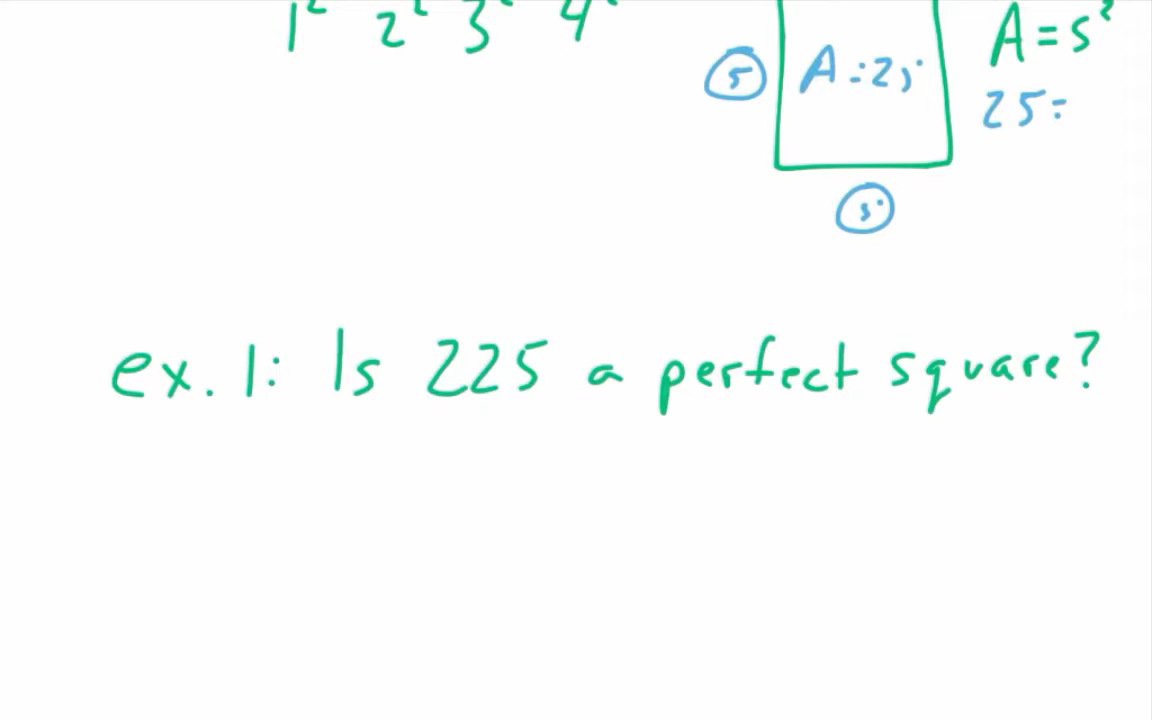 1² 2² 3² 4²
A = s²
5 A = 25
25 =
5
ex. 1: Is 225 a perfect square?